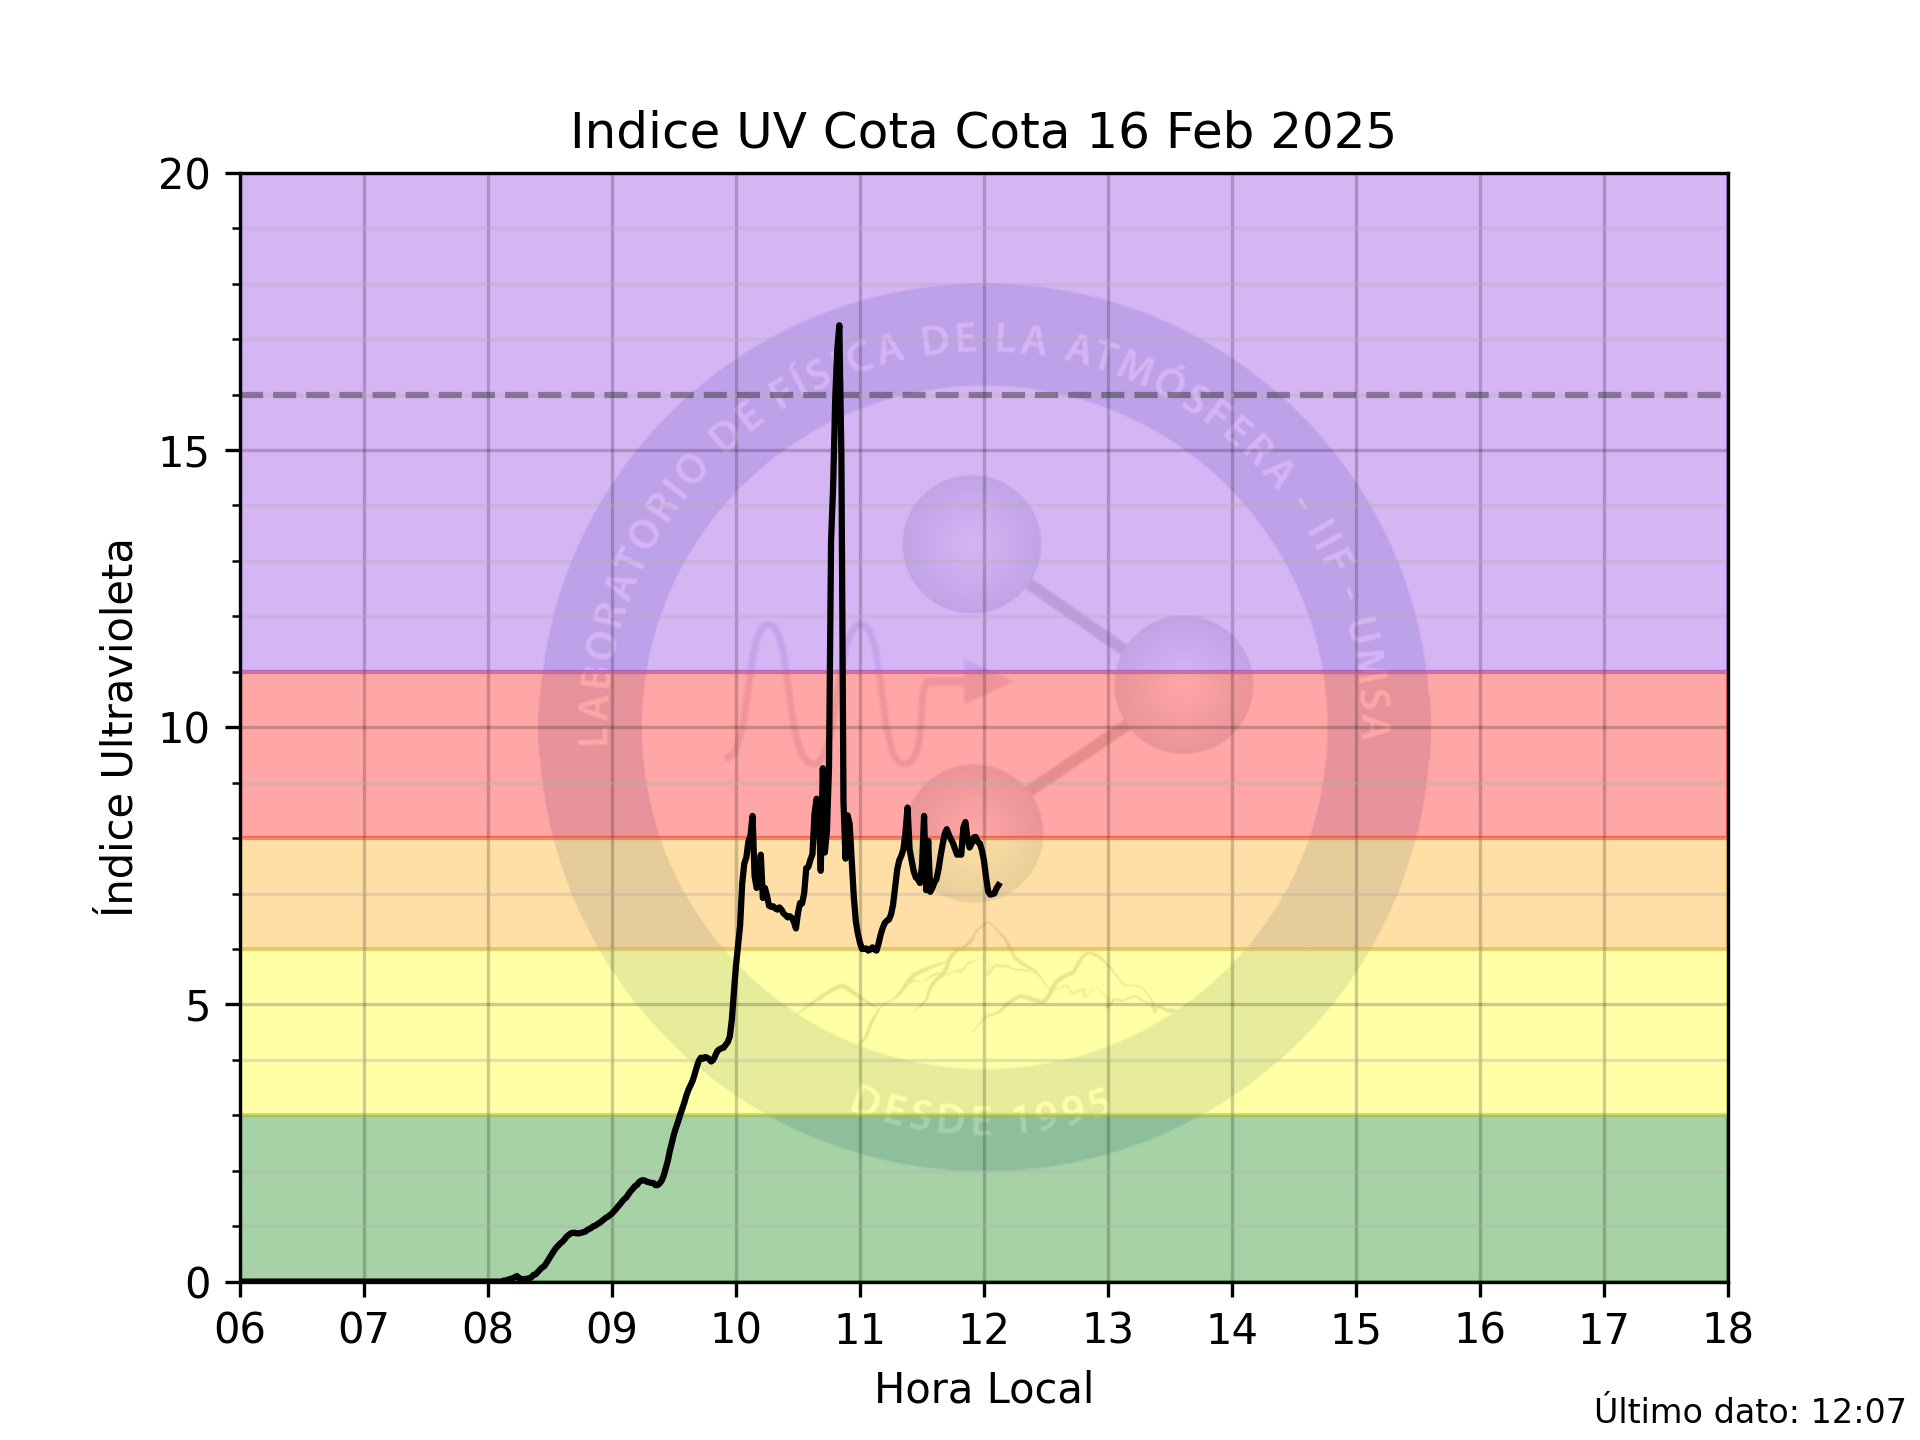 Indice UV Cota Cota 16 Feb 2025
20
15
10
5
0
Índice Ultravioleta
LABORATORIO DE FÍSICA DE LA ATMÓSFERA - IIF - UMSA
DESDE 1995
06 07 08 09 10 11 12 13 14 15 16 17 18
Hora Local
Último dato: 12:07